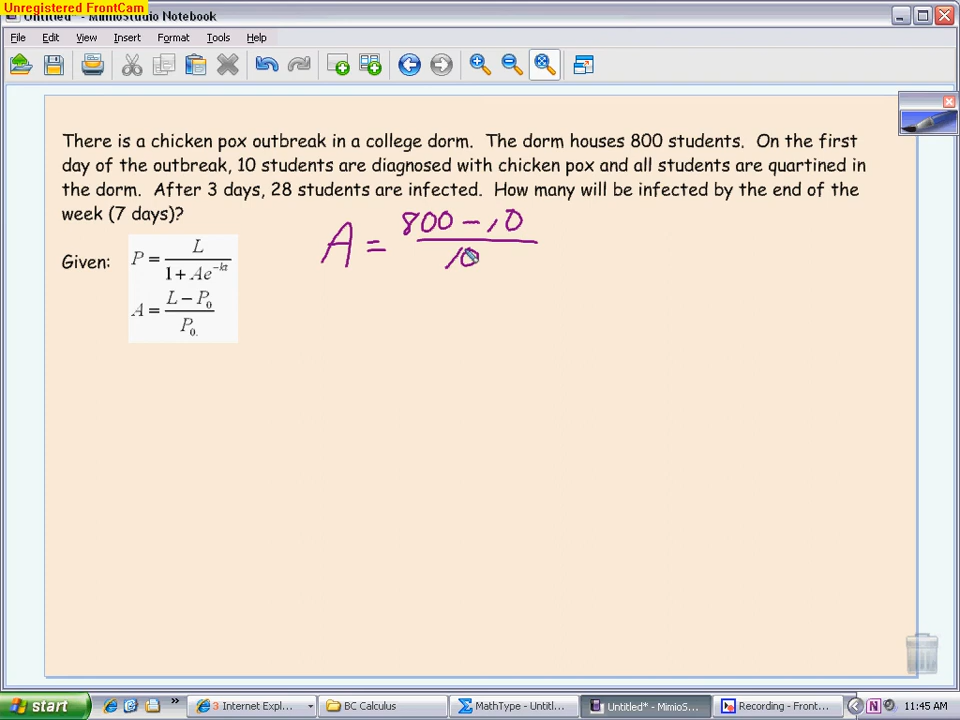 Unregistered FrontCam
Untitled* - MimioStudio Notebook
File Edit View Insert Format Tools Help
There is a chicken pox outbreak in a college dorm. The dorm houses 800 students. On the first
day of the outbreak, 10 students are diagnosed with chicken pox and all students are quartined in
the dorm. After 3 days, 28 students are infected. How many will be infected by the end of the
week (7 days)?
A = (800 - 10) / 10
Given: P = L / (1 + Ae^(-kt))
A = (L - P₀) / P₀.
start » 3 Internet Expl... BC Calculus MathType - Untitl... Untitled* - MimioS... Recording - Front... 11:45 AM